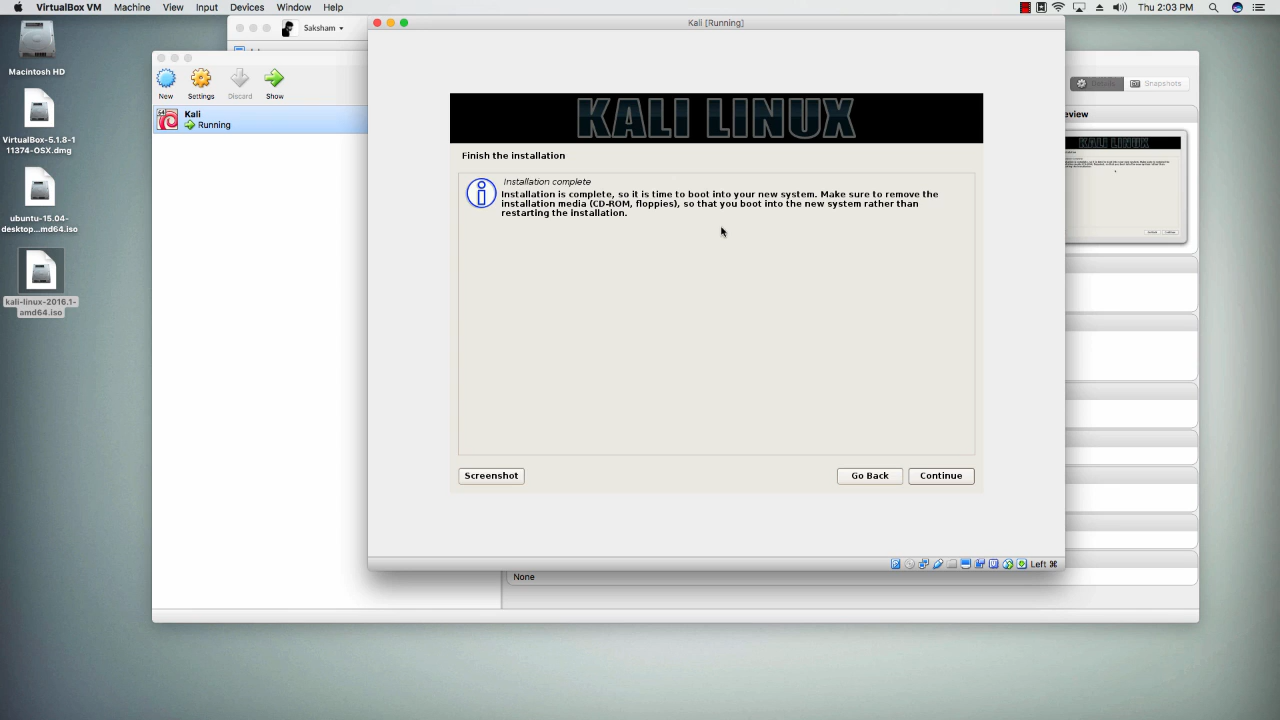 VirtualBox VM Machine View Input Devices Window Help
Thu 2:03 PM
Saksham
Kali [Running]
Macintosh HD
VirtualBox-5.1.8-1
11374-OSX.dmg
ubuntu-15.04-
desktop...md64.iso
kali-linux-2016.1-
amd64.iso
New Settings Discard Show
Snapshots
64
Kali
Running
eview
KALI LINUX
Finish the installation
Installation complete
Installation is complete, so it is time to boot into your new system. Make sure to remove the
installation media (CD-ROM, floppies), so that you boot into the new system rather than
restarting the installation.
Screenshot
Go Back
Continue
Left ⌘
None